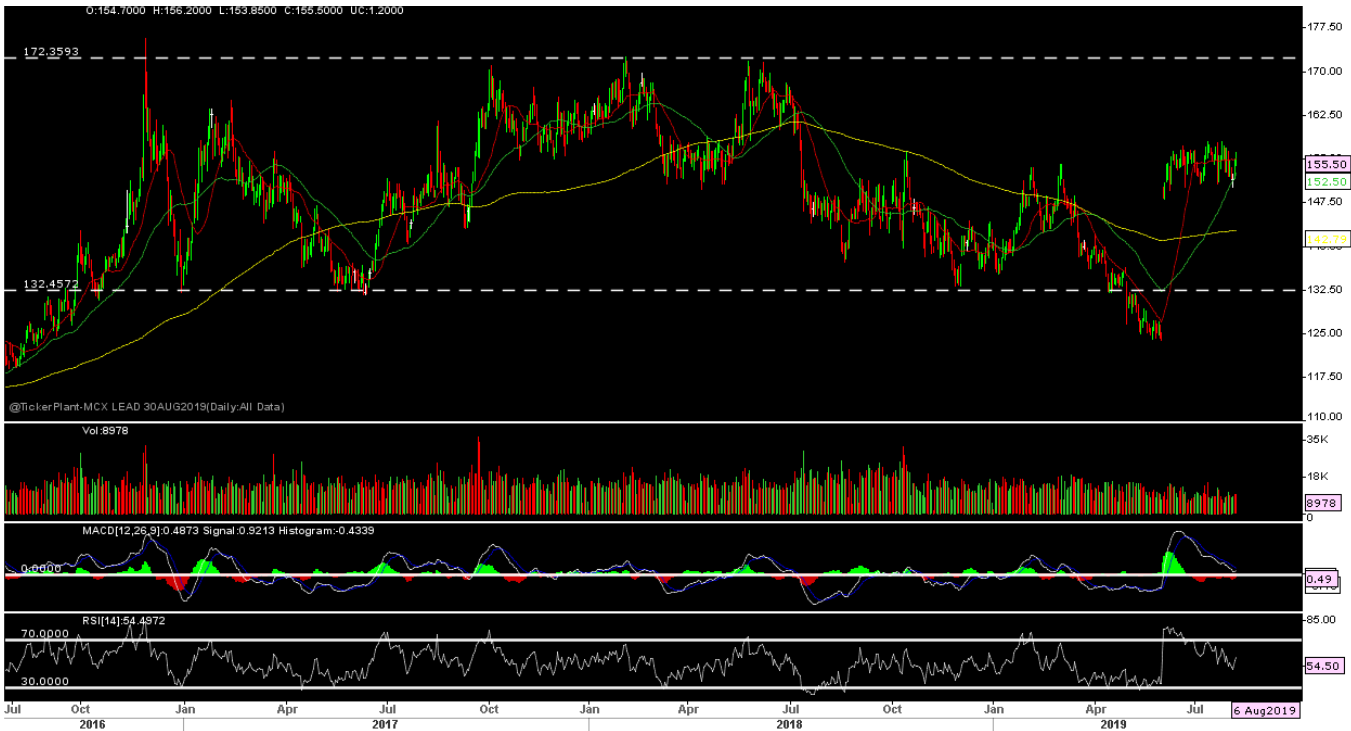 O:154.7000 H:156.2000 L:153.8500 C:155.5000 UC:1.2000
177.50
172.3593
170.00
162.50
155.50
152.50
147.50
142.79
132.4572
132.50
125.00
117.50
@TickerPlant-MCX LEAD 30AUG2019(Daily:All Data)
110.00
Vol:8978
35K
18K
8978
0
MACD[12,26,9]:0.4873 Signal:0.9213 Histogram:-0.4339
0.0000
0.49
RSI[14]:54.4972
85.00
70.0000
54.50
30.0000
Jul Oct Jan Apr Jul Oct Jan Apr Jul Oct Jan Apr Jul 6 Aug2019
2016 2017 2018 2019